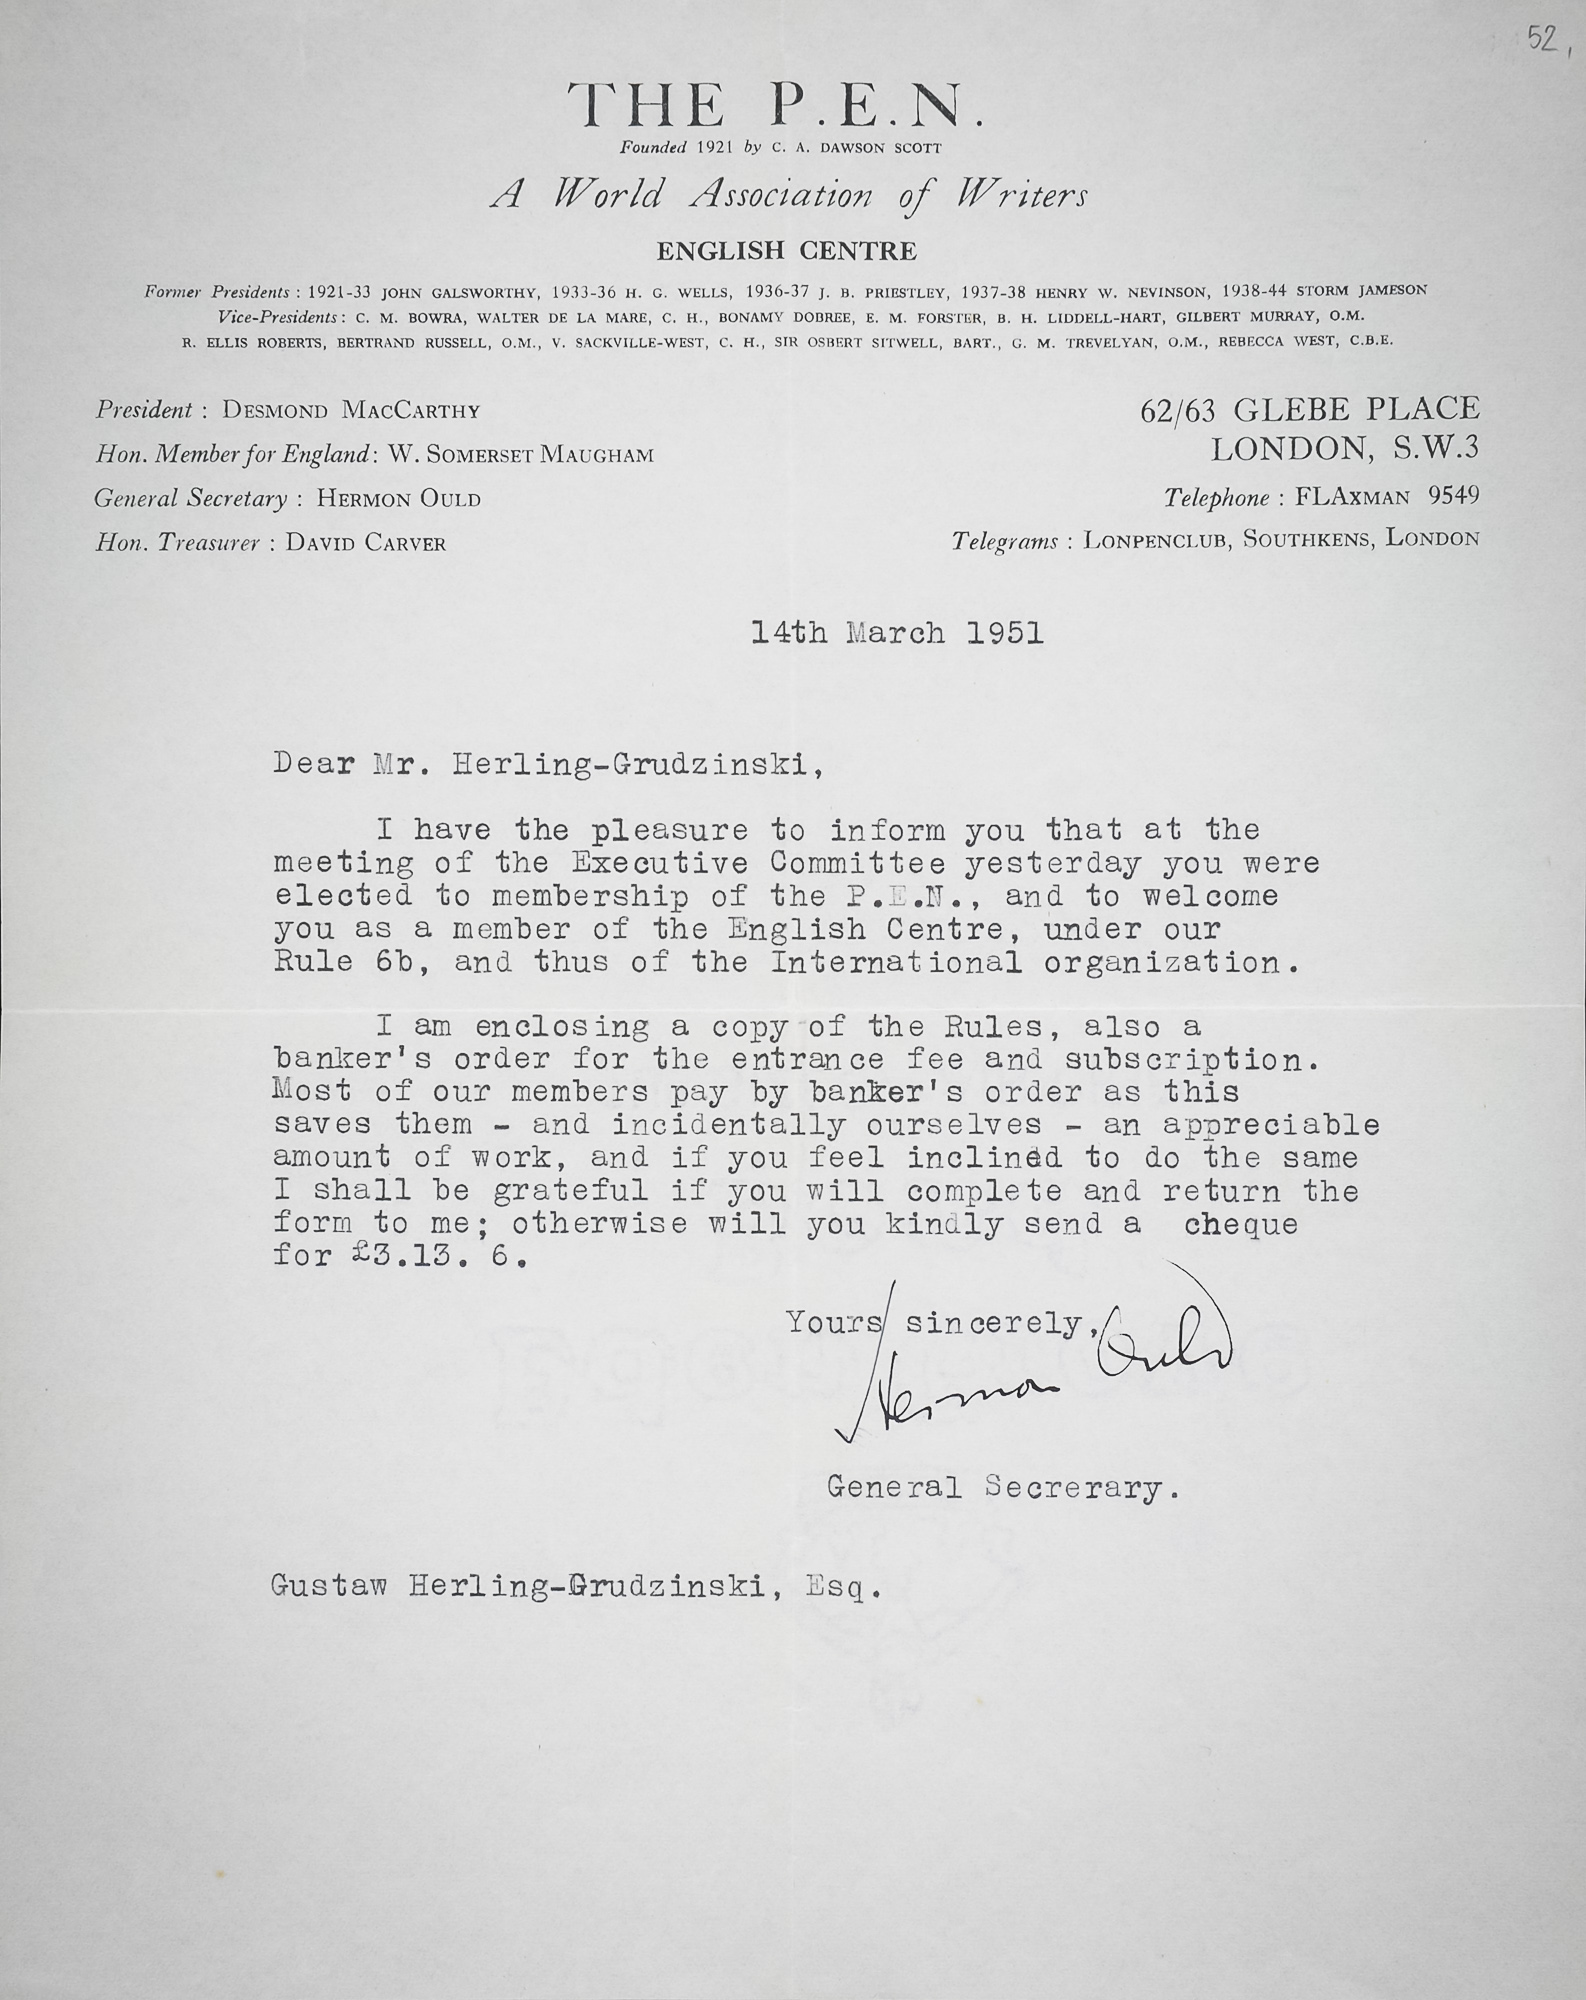 52,
THE P.E.N.
Founded 1921 by C. A. DAWSON SCOTT
A World Association of Writers
ENGLISH CENTRE
Former Presidents : 1921-33 JOHN GALSWORTHY, 1933-36 H. G. WELLS, 1936-37 J. B. PRIESTLEY, 1937-38 HENRY W. NEVINSON, 1938-44 STORM JAMESON
Vice-Presidents : C. M. BOWRA, WALTER DE LA MARE, C. H., BONAMY DOBREE, E. M. FORSTER, B. H. LIDDELL-HART, GILBERT MURRAY, O.M.
R. ELLIS ROBERTS, BERTRAND RUSSELL, O.M., V. SACKVILLE-WEST, C. H., SIR OSBERT SITWELL, BART., G. M. TREVELYAN, O.M., REBECCA WEST, C.B.E.
President : DESMOND MACCARTHY
Hon. Member for England : W. SOMERSET MAUGHAM
General Secretary : HERMON OULD
Hon. Treasurer : DAVID CARVER
62/63 GLEBE PLACE
LONDON, S.W.3
Telephone : FLAXMAN 9549
Telegrams : LONPENCLUB, SOUTHKENS, LONDON
14th March 1951
Dear Mr. Herling-Grudzinski,
I have the pleasure to inform you that at the
meeting of the Executive Committee yesterday you were
elected to membership of the P.E.N., and to welcome
you as a member of the English Centre, under our
Rule 6b, and thus of the International organization.
I am enclosing a copy of the Rules, also a
banker's order for the entrance fee and subscription.
Most of our members pay by banker's order as this
saves them - and incidentally ourselves - an appreciable
amount of work, and if you feel inclined to do the same
I shall be grateful if you will complete and return the
form to me; otherwise will you kindly send a cheque
for £3.13. 6.
Yours sincerely,
Hermon Ould
General Secrerary.
Gustaw Herling-Grudzinski, Esq.